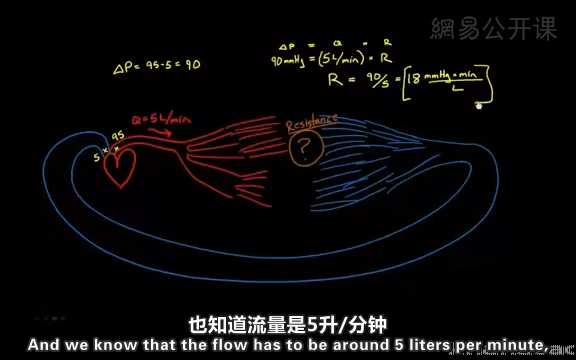 網易公开课
ΔP = Q × R
90mmHg = (5L/min) × R
ΔP = 95-5 = 90
R = 90/5 = [18 mmHg × min / L]
Q=5L/min
Resistance
95
5 × ×
?
也知道流量是5升/分钟
And we know that the flow has to be around 5 liters per minute,